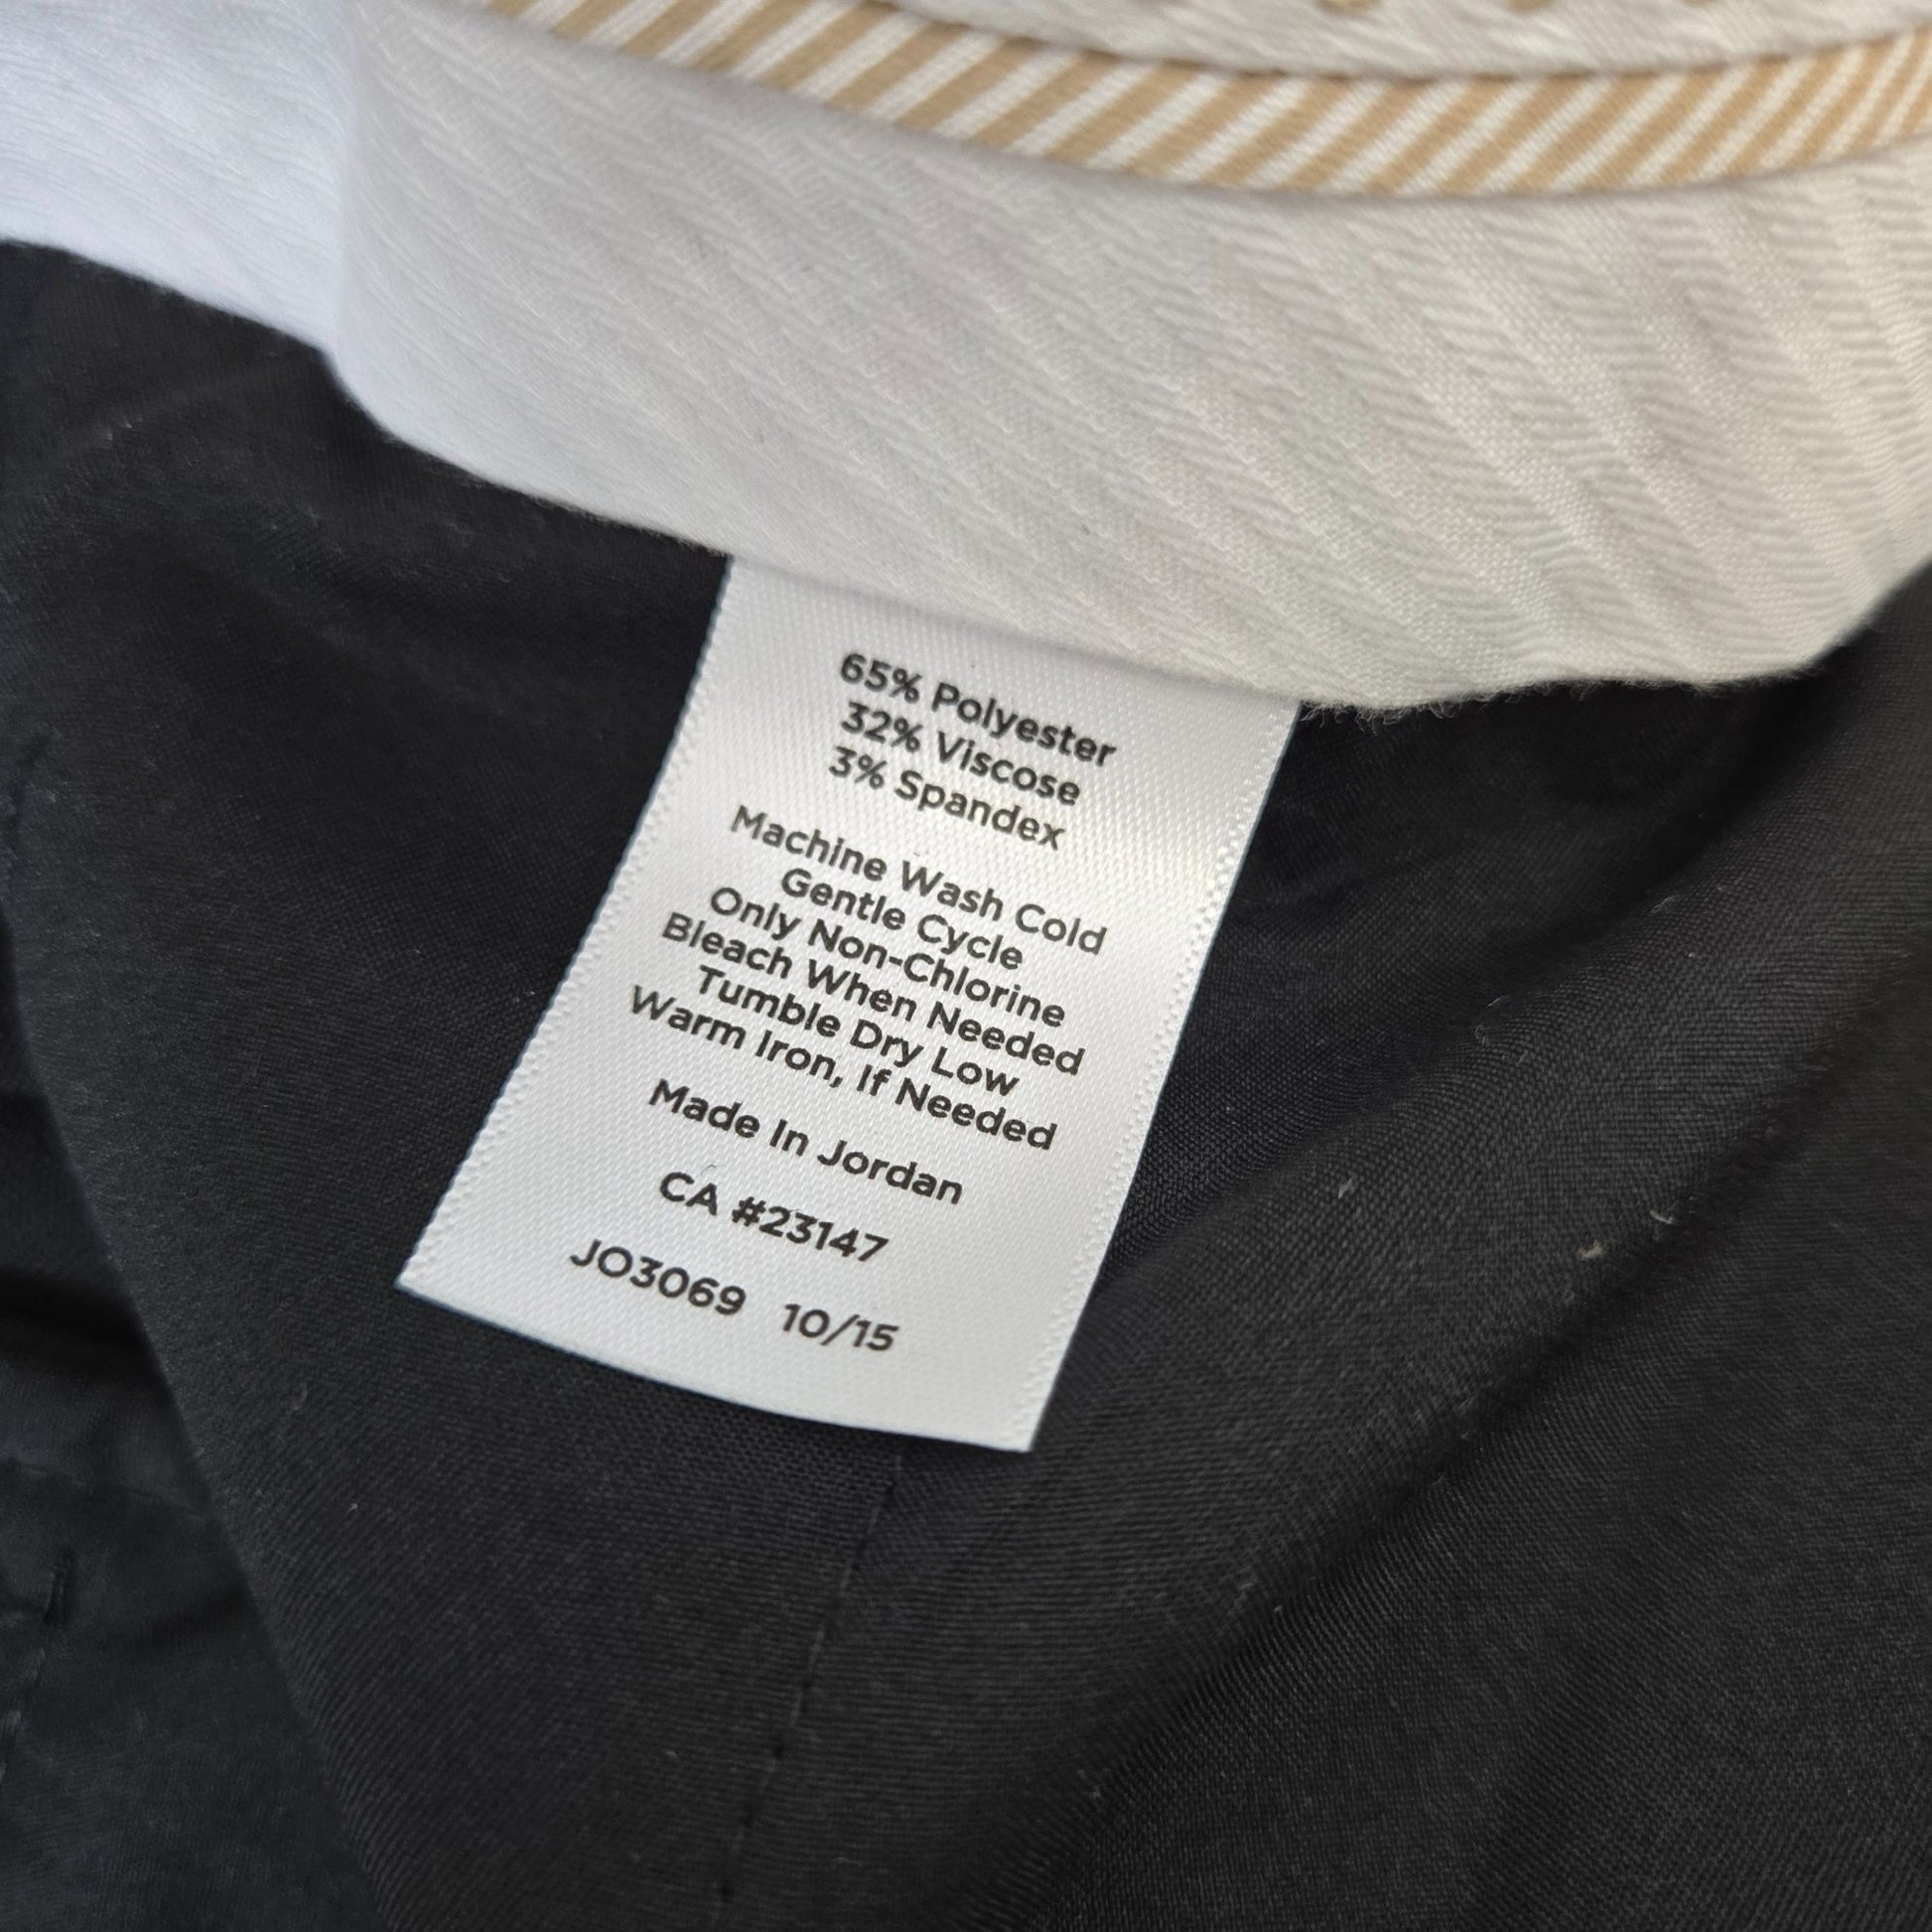 65% Polyester
32% Viscose
3% Spandex
Machine Wash Cold
Gentle Cycle
Only Non-Chlorine
Bleach When Needed
Tumble Dry Low
Warm Iron, If Needed
Made In Jordan
CA #23147
JO3069 10/15